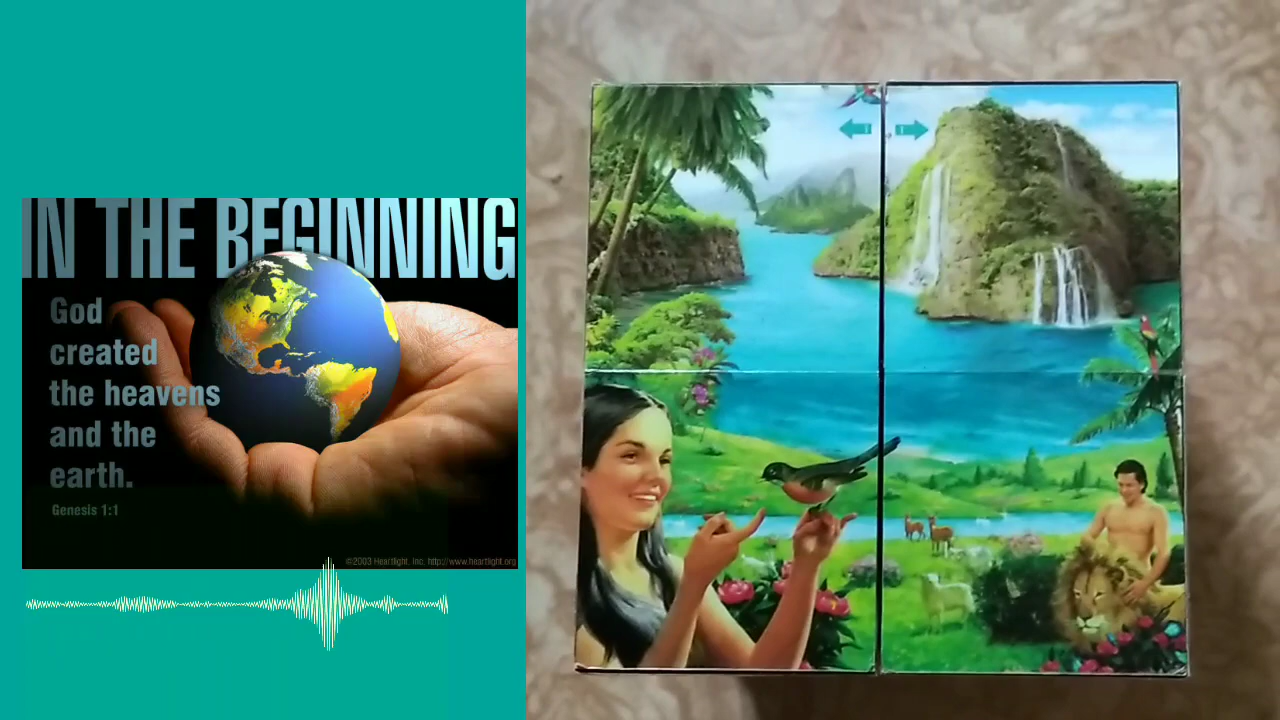 IN THE BEGINNING
God
created
the heavens
and the
earth.
Genesis 1:1
©2003 Heartlight, Inc. http://www.heartlight.org